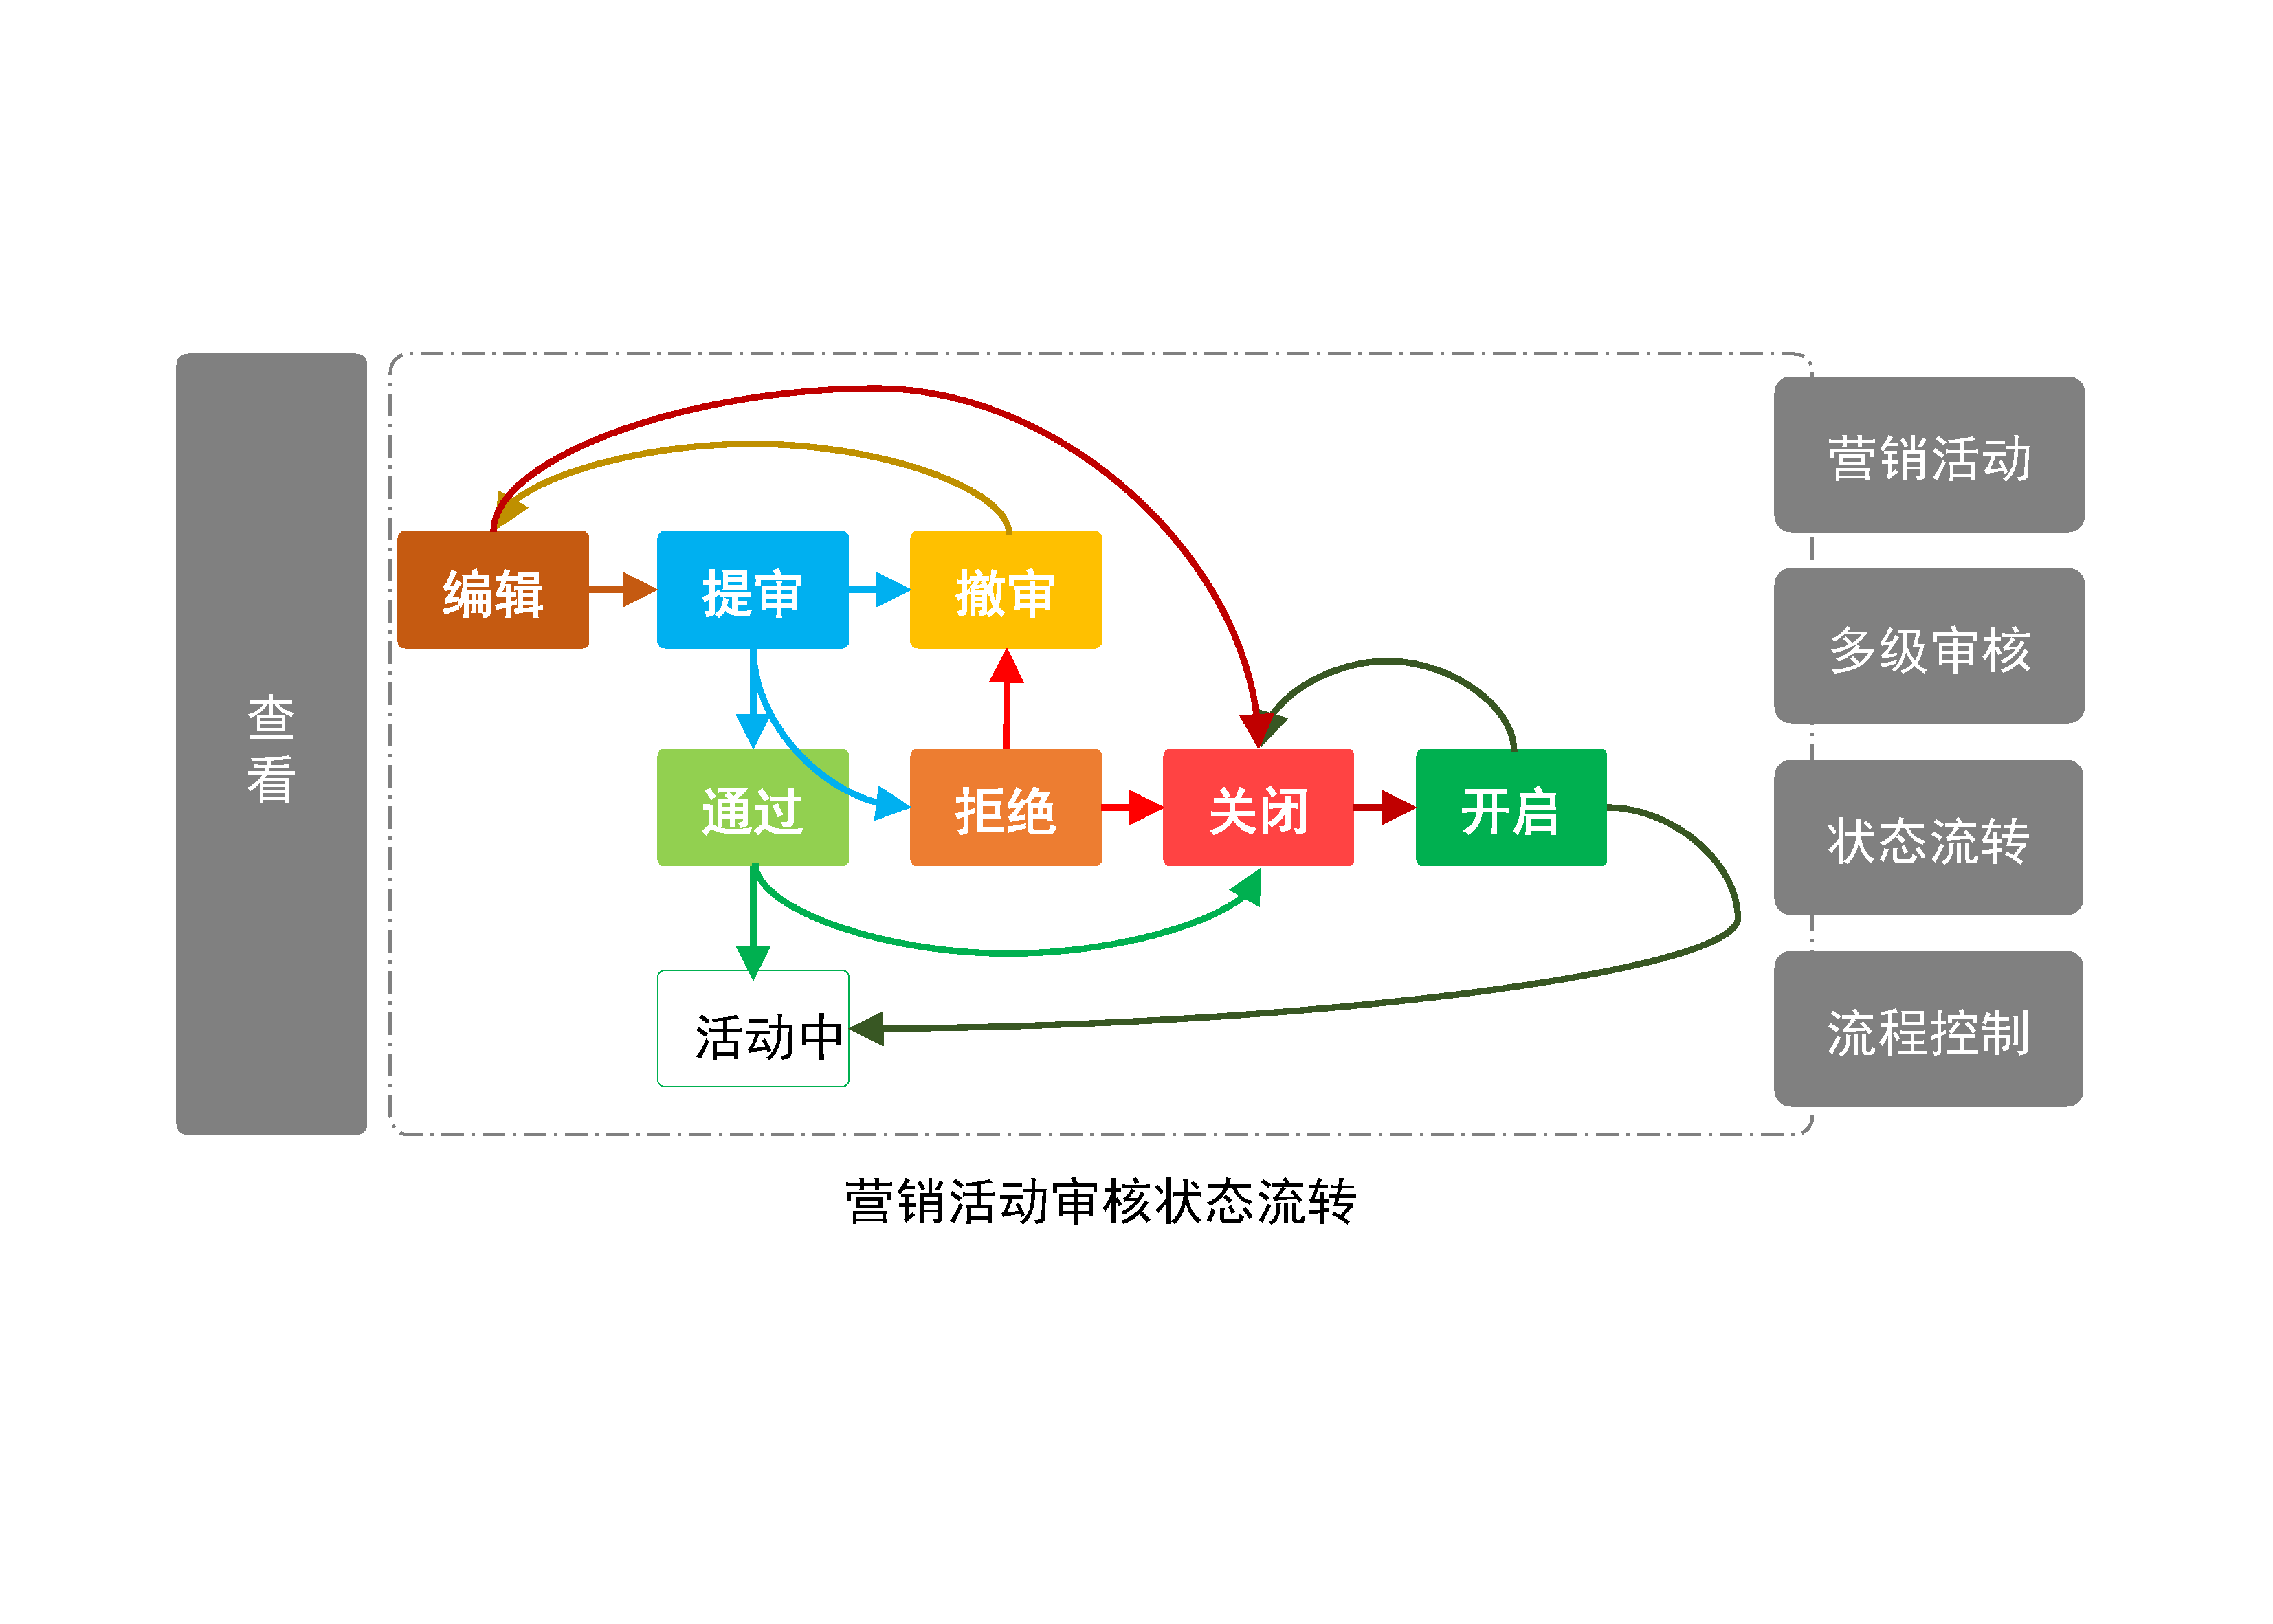 查
看
编辑
提审
撤审
通过
拒绝
关闭
开启
活动中
营销活动
多级审核
状态流转
流程控制
营销活动审核状态流转